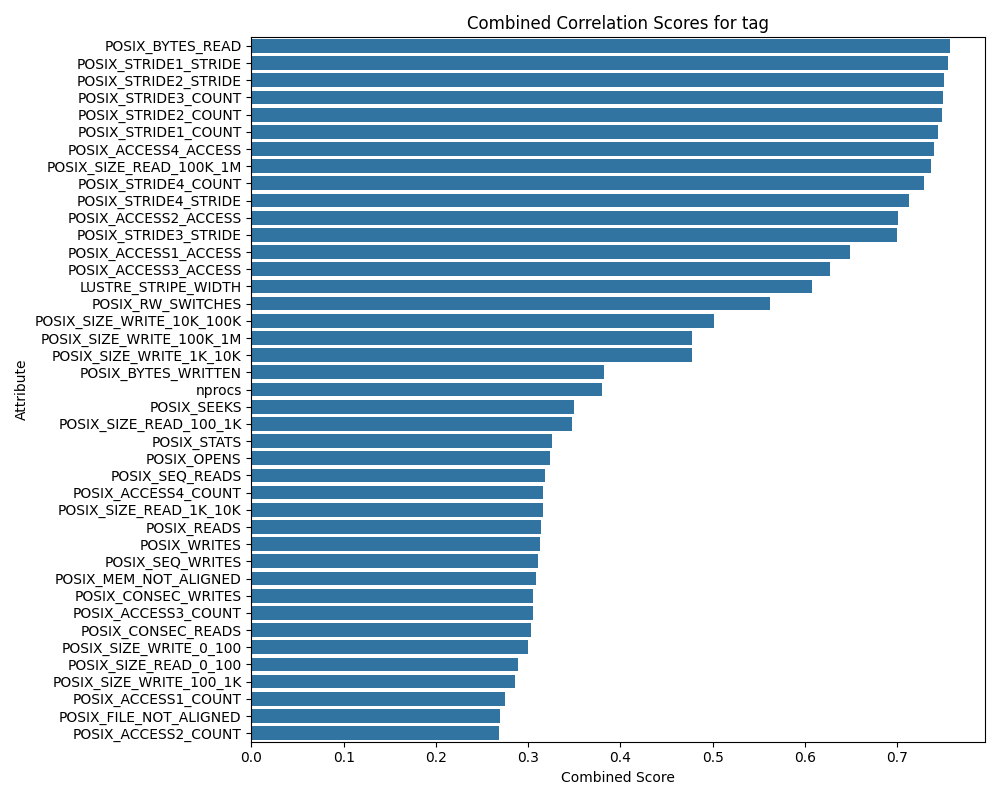 Combined Correlation Scores for tag
POSIX_BYTES_READ
POSIX_STRIDE1_STRIDE
POSIX_STRIDE2_STRIDE
POSIX_STRIDE3_COUNT
POSIX_STRIDE2_COUNT
POSIX_STRIDE1_COUNT
POSIX_ACCESS4_ACCESS
POSIX_SIZE_READ_100K_1M
POSIX_STRIDE4_COUNT
POSIX_STRIDE4_STRIDE
POSIX_ACCESS2_ACCESS
POSIX_STRIDE3_STRIDE
POSIX_ACCESS1_ACCESS
POSIX_ACCESS3_ACCESS
LUSTRE_STRIPE_WIDTH
POSIX_RW_SWITCHES
POSIX_SIZE_WRITE_10K_100K
POSIX_SIZE_WRITE_100K_1M
POSIX_SIZE_WRITE_1K_10K
POSIX_BYTES_WRITTEN
nprocs
POSIX_SEEKS
POSIX_SIZE_READ_100_1K
POSIX_STATS
POSIX_OPENS
POSIX_SEQ_READS
POSIX_ACCESS4_COUNT
POSIX_SIZE_READ_1K_10K
POSIX_READS
POSIX_WRITES
POSIX_SEQ_WRITES
POSIX_MEM_NOT_ALIGNED
POSIX_CONSEC_WRITES
POSIX_ACCESS3_COUNT
POSIX_CONSEC_READS
POSIX_SIZE_WRITE_0_100
POSIX_SIZE_READ_0_100
POSIX_SIZE_WRITE_100_1K
POSIX_ACCESS1_COUNT
POSIX_FILE_NOT_ALIGNED
POSIX_ACCESS2_COUNT
Attribute
0.0 0.1 0.2 0.3 0.4 0.5 0.6 0.7
Combined Score